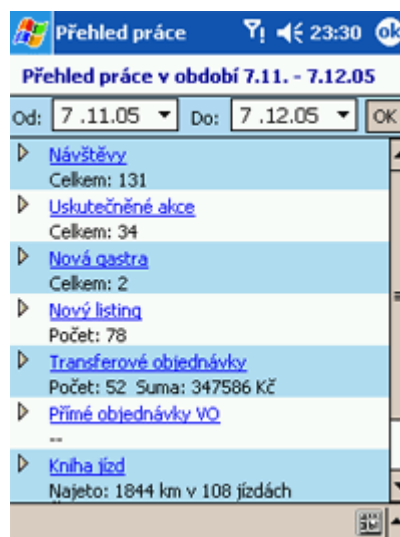 Přehled práce 23:30 ok
Přehled práce v období 7.11. - 7.12.05
Od: 7 .11.05 Do: 7 .12.05 OK
Návštěvy
Celkem: 131
Uskutečněné akce
Celkem: 34
Nová gastra
Celkem: 2
Nový listing
Počet: 78
Transferové objednávky
Počet: 52 Suma: 347586 Kč
Přímé objednávky VO
--
Kniha jízd
Najeto: 1844 km v 108 jízdách